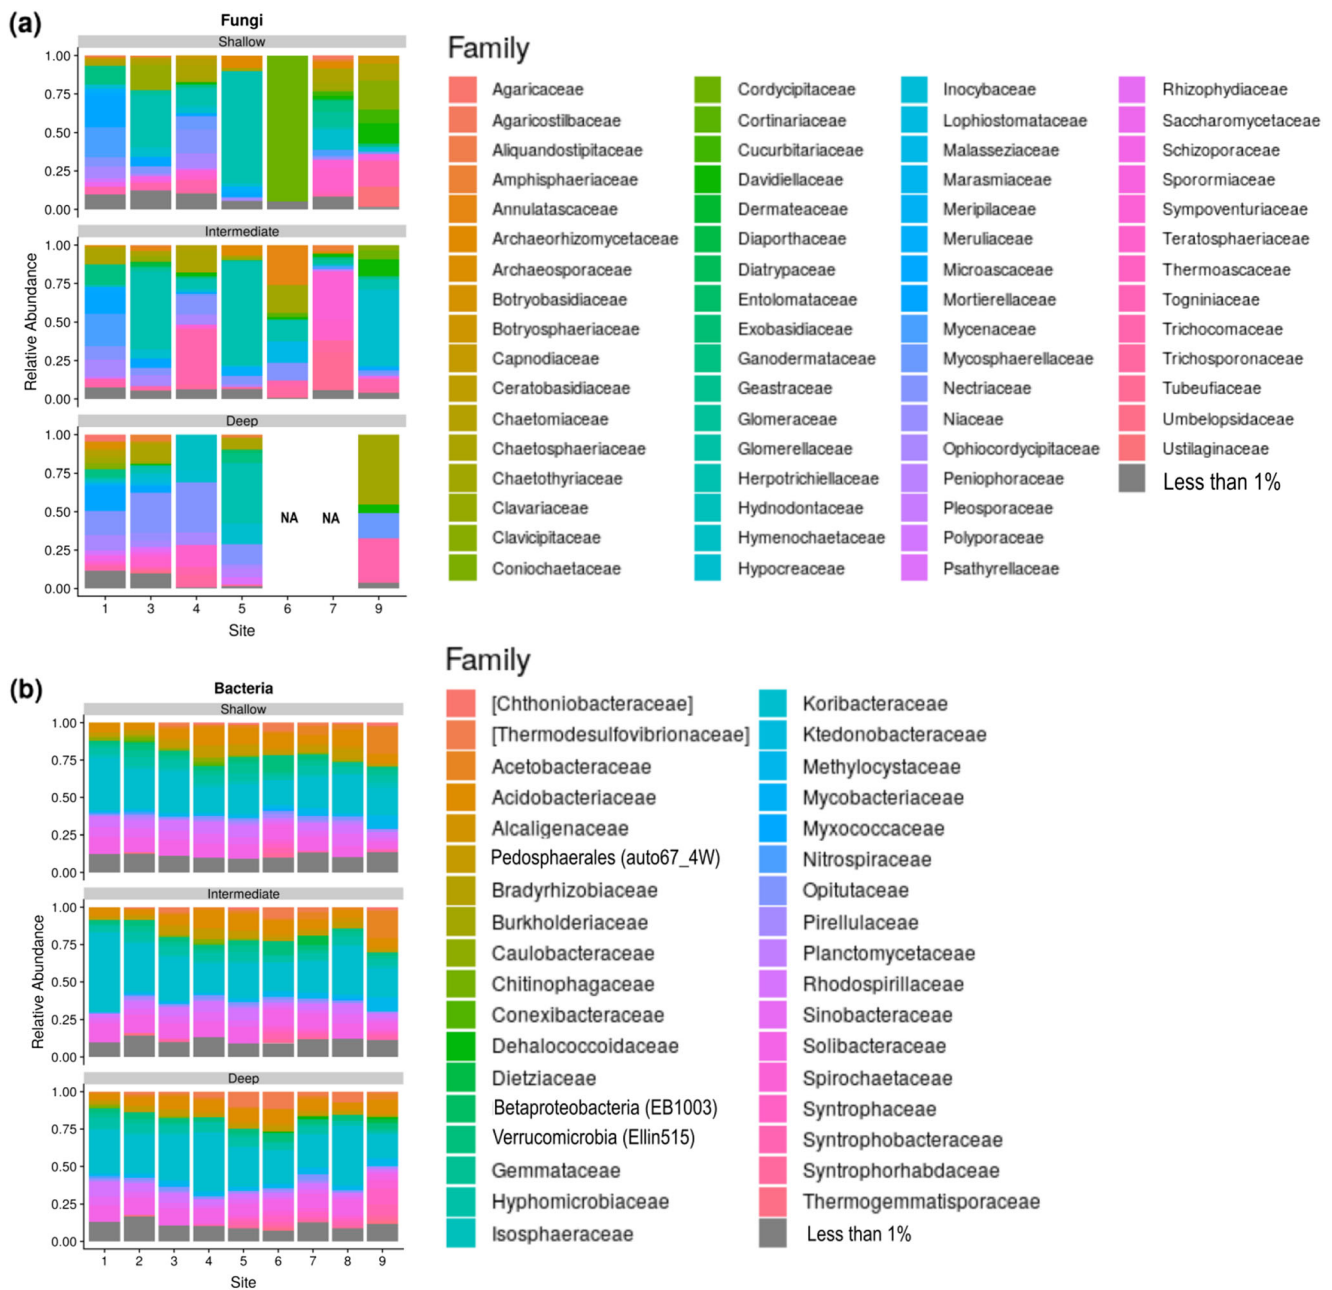 (a)
Fungi
Shallow
1.00
0.75
0.50
0.25
0.00
Intermediate
1.00
0.75
0.50
0.25
0.00
Relative Abundance
Deep
1.00
0.75
0.50
0.25
0.00
NA
NA
1 3 4 5 6 7 9
Site
Family
Agaricaceae
Agaricostilbaceae
Aliquandostipitaceae
Amphisphaeriaceae
Annulatascaceae
Archaeorhizomycetaceae
Archaeosporaceae
Botryobasidiaceae
Botryosphaeriaceae
Capnodiaceae
Ceratobasidiaceae
Chaetomiaceae
Chaetosphaeriaceae
Chaetothyriaceae
Clavariaceae
Clavicipitaceae
Coniochaetaceae
Cordycipitaceae
Cortinariaceae
Cucurbitariaceae
Davidiellaceae
Dermateaceae
Diaporthaceae
Diatrypaceae
Entolomataceae
Exobasidiaceae
Ganodermataceae
Geastraceae
Glomeraceae
Glomerellaceae
Herpotrichiellaceae
Hydnodontaceae
Hymenochaetaceae
Hypocreaceae
Inocybaceae
Lophiostomataceae
Malasseziaceae
Marasmiaceae
Meripilaceae
Meruliaceae
Microascaceae
Mortierellaceae
Mycenaceae
Mycosphaerellaceae
Nectriaceae
Niaceae
Ophiocordycipitaceae
Peniophoraceae
Pleosporaceae
Polyporaceae
Psathyrellaceae
Rhizophydiaceae
Saccharomycetaceae
Schizoporaceae
Sporormiaceae
Sympoventuriaceae
Teratosphaeriaceae
Thermoascaceae
Togniniaceae
Trichocomaceae
Trichosporonaceae
Tubeufiaceae
Umbelopsidaceae
Ustilaginaceae
Less than 1%
(b)
Bacteria
Shallow
1.00
0.75
0.50
0.25
0.00
Intermediate
1.00
0.75
0.50
0.25
0.00
Relative Abundance
Deep
1.00
0.75
0.50
0.25
0.00
1 2 3 4 5 6 7 8 9
Site
Family
[Chthoniobacteraceae]
[Thermodesulfovibrionaceae]
Acetobacteraceae
Acidobacteriaceae
Alcaligenaceae
Pedosphaerales (auto67_4W)
Bradyrhizobiaceae
Burkholderiaceae
Caulobacteraceae
Chitinophagaceae
Conexibacteraceae
Dehalococcoidaceae
Dietziaceae
Betaproteobacteria (EB1003)
Verrucomicrobia (Ellin515)
Gemmataceae
Hyphomicrobiaceae
Isosphaeraceae
Koribacteraceae
Ktedonobacteraceae
Methylocystaceae
Mycobacteriaceae
Myxococcaceae
Nitrospiraceae
Opitutaceae
Pirellulaceae
Planctomycetaceae
Rhodospirillaceae
Sinobacteraceae
Solibacteraceae
Spirochaetaceae
Syntrophaceae
Syntrophobacteraceae
Syntrophorhabdaceae
Thermogemmatisporaceae
Less than 1%